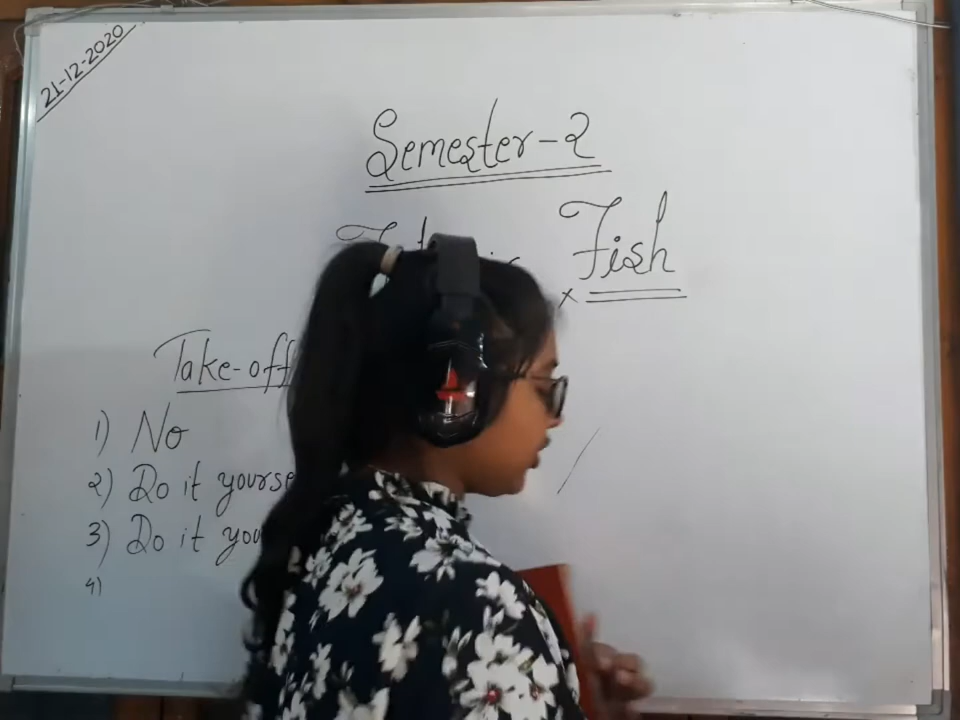 21-12-2020
Semester-2
Fish
×
Take-off
1) No
2) Do it yourse
3) Do it you
4)